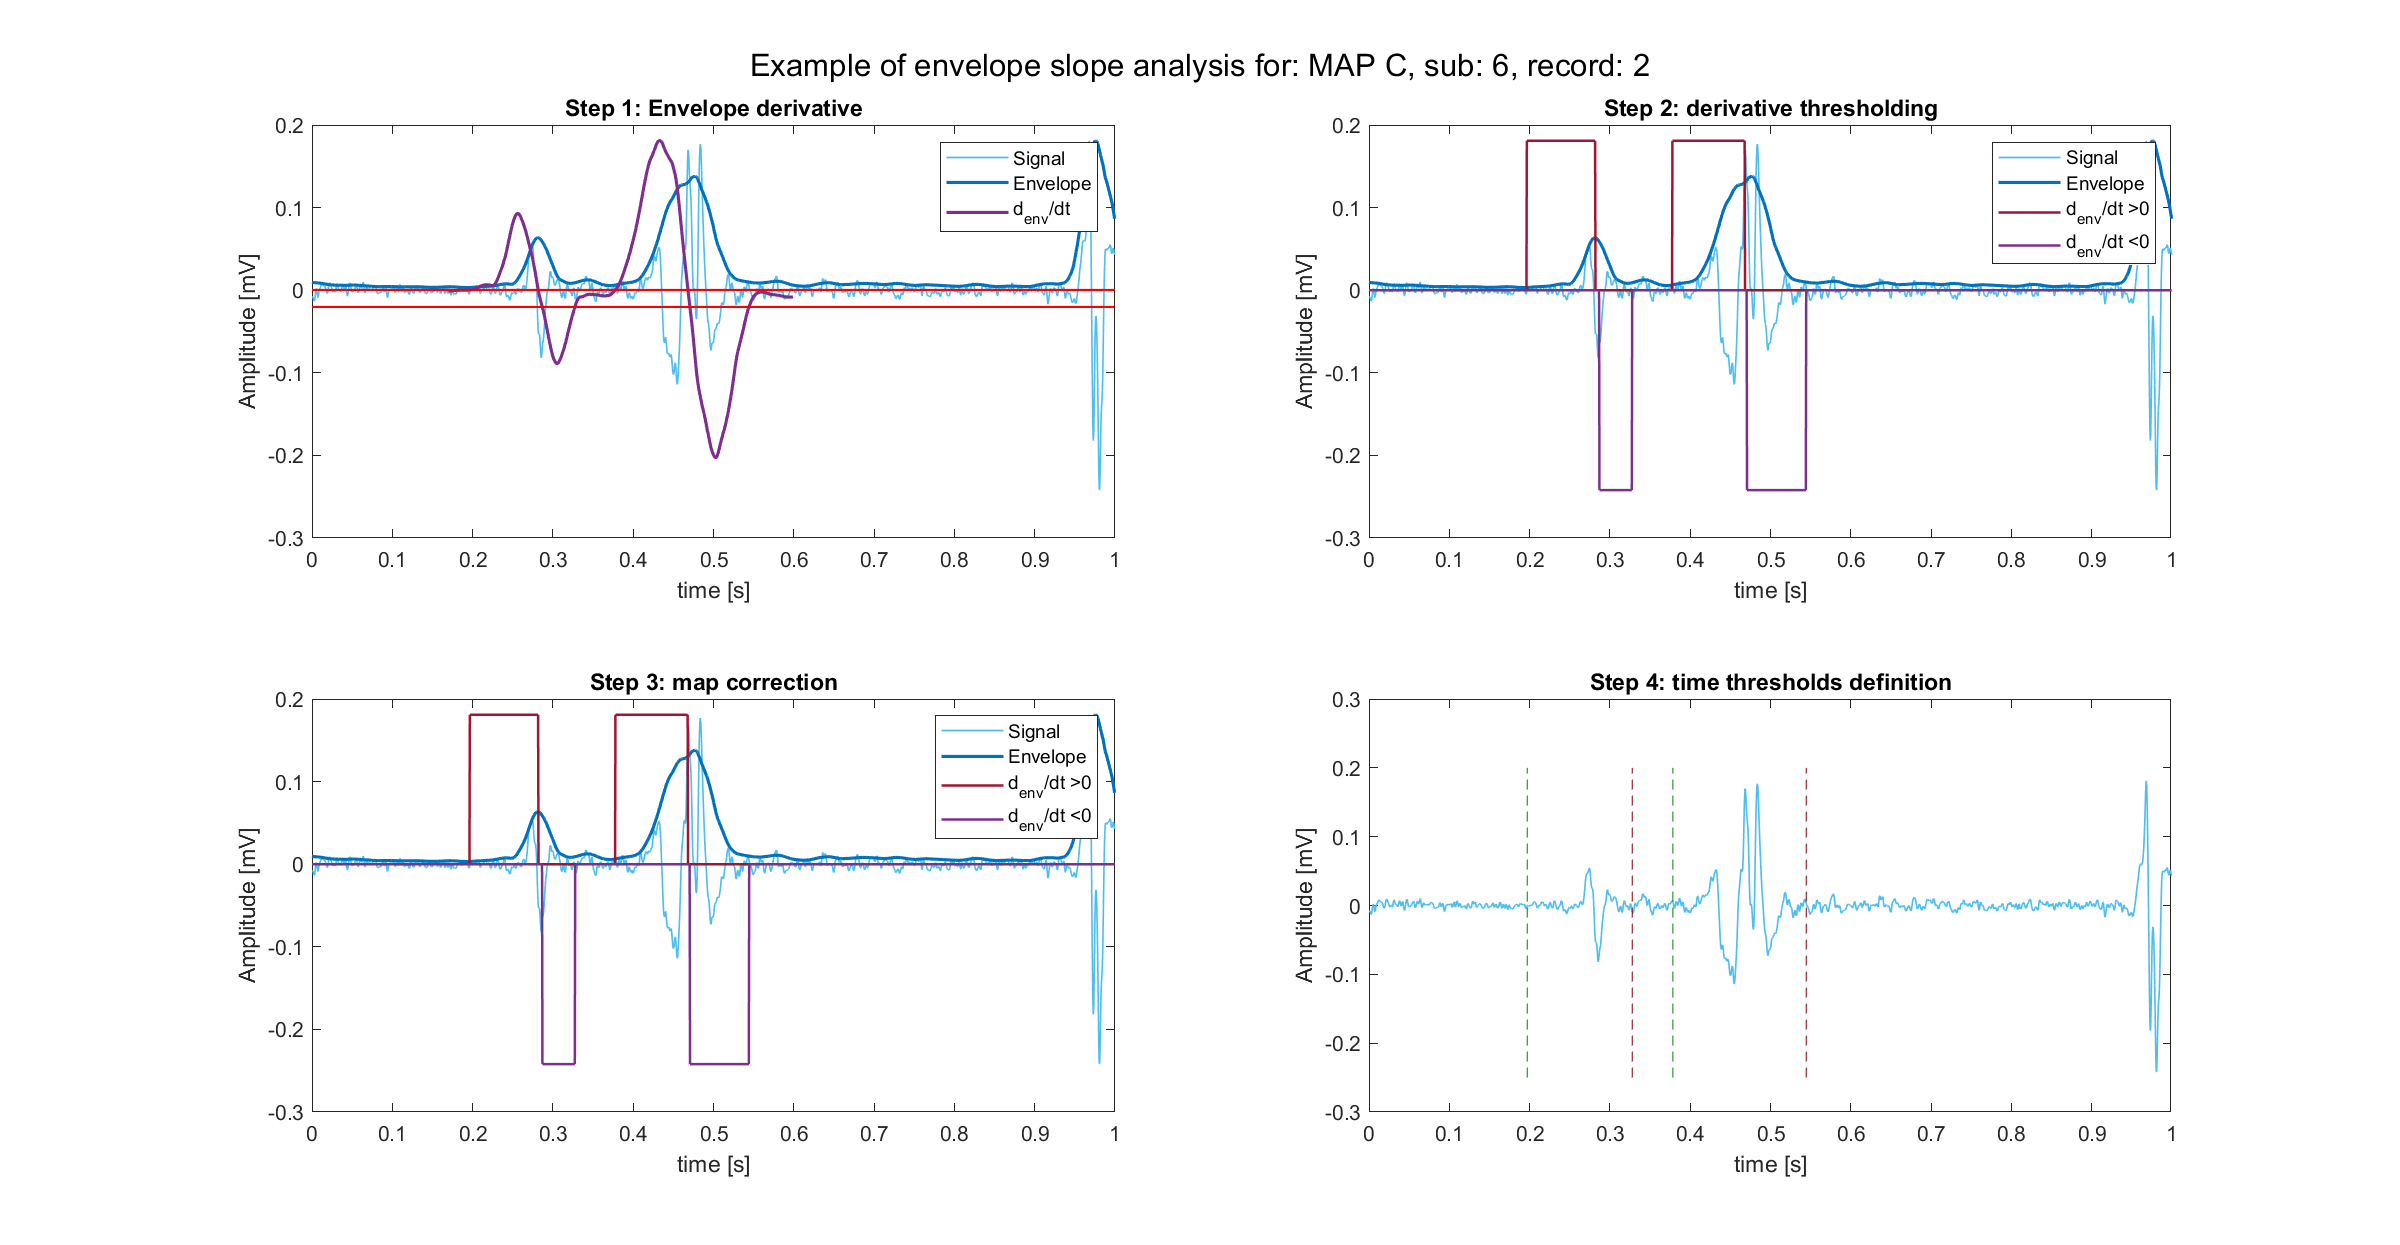 Example of envelope slope analysis for: MAP C, sub: 6, record: 2
Step 1: Envelope derivative
0.2
0.1
0
-0.1
-0.2
-0.3
Amplitude [mV]
Signal
Envelope
d_env/dt
0 0.1 0.2 0.3 0.4 0.5 0.6 0.7 0.8 0.9 1
time [s]
Step 2: derivative thresholding
0.2
0.1
0
-0.1
-0.2
-0.3
Amplitude [mV]
Signal
Envelope
d_env/dt >0
d_env/dt <0
0 0.1 0.2 0.3 0.4 0.5 0.6 0.7 0.8 0.9 1
time [s]
Step 3: map correction
0.2
0.1
0
-0.1
-0.2
-0.3
Amplitude [mV]
Signal
Envelope
d_env/dt >0
d_env/dt <0
0 0.1 0.2 0.3 0.4 0.5 0.6 0.7 0.8 0.9 1
time [s]
Step 4: time thresholds definition
0.3
0.2
0.1
0
-0.1
-0.2
-0.3
Amplitude [mV]
0 0.1 0.2 0.3 0.4 0.5 0.6 0.7 0.8 0.9 1
time [s]